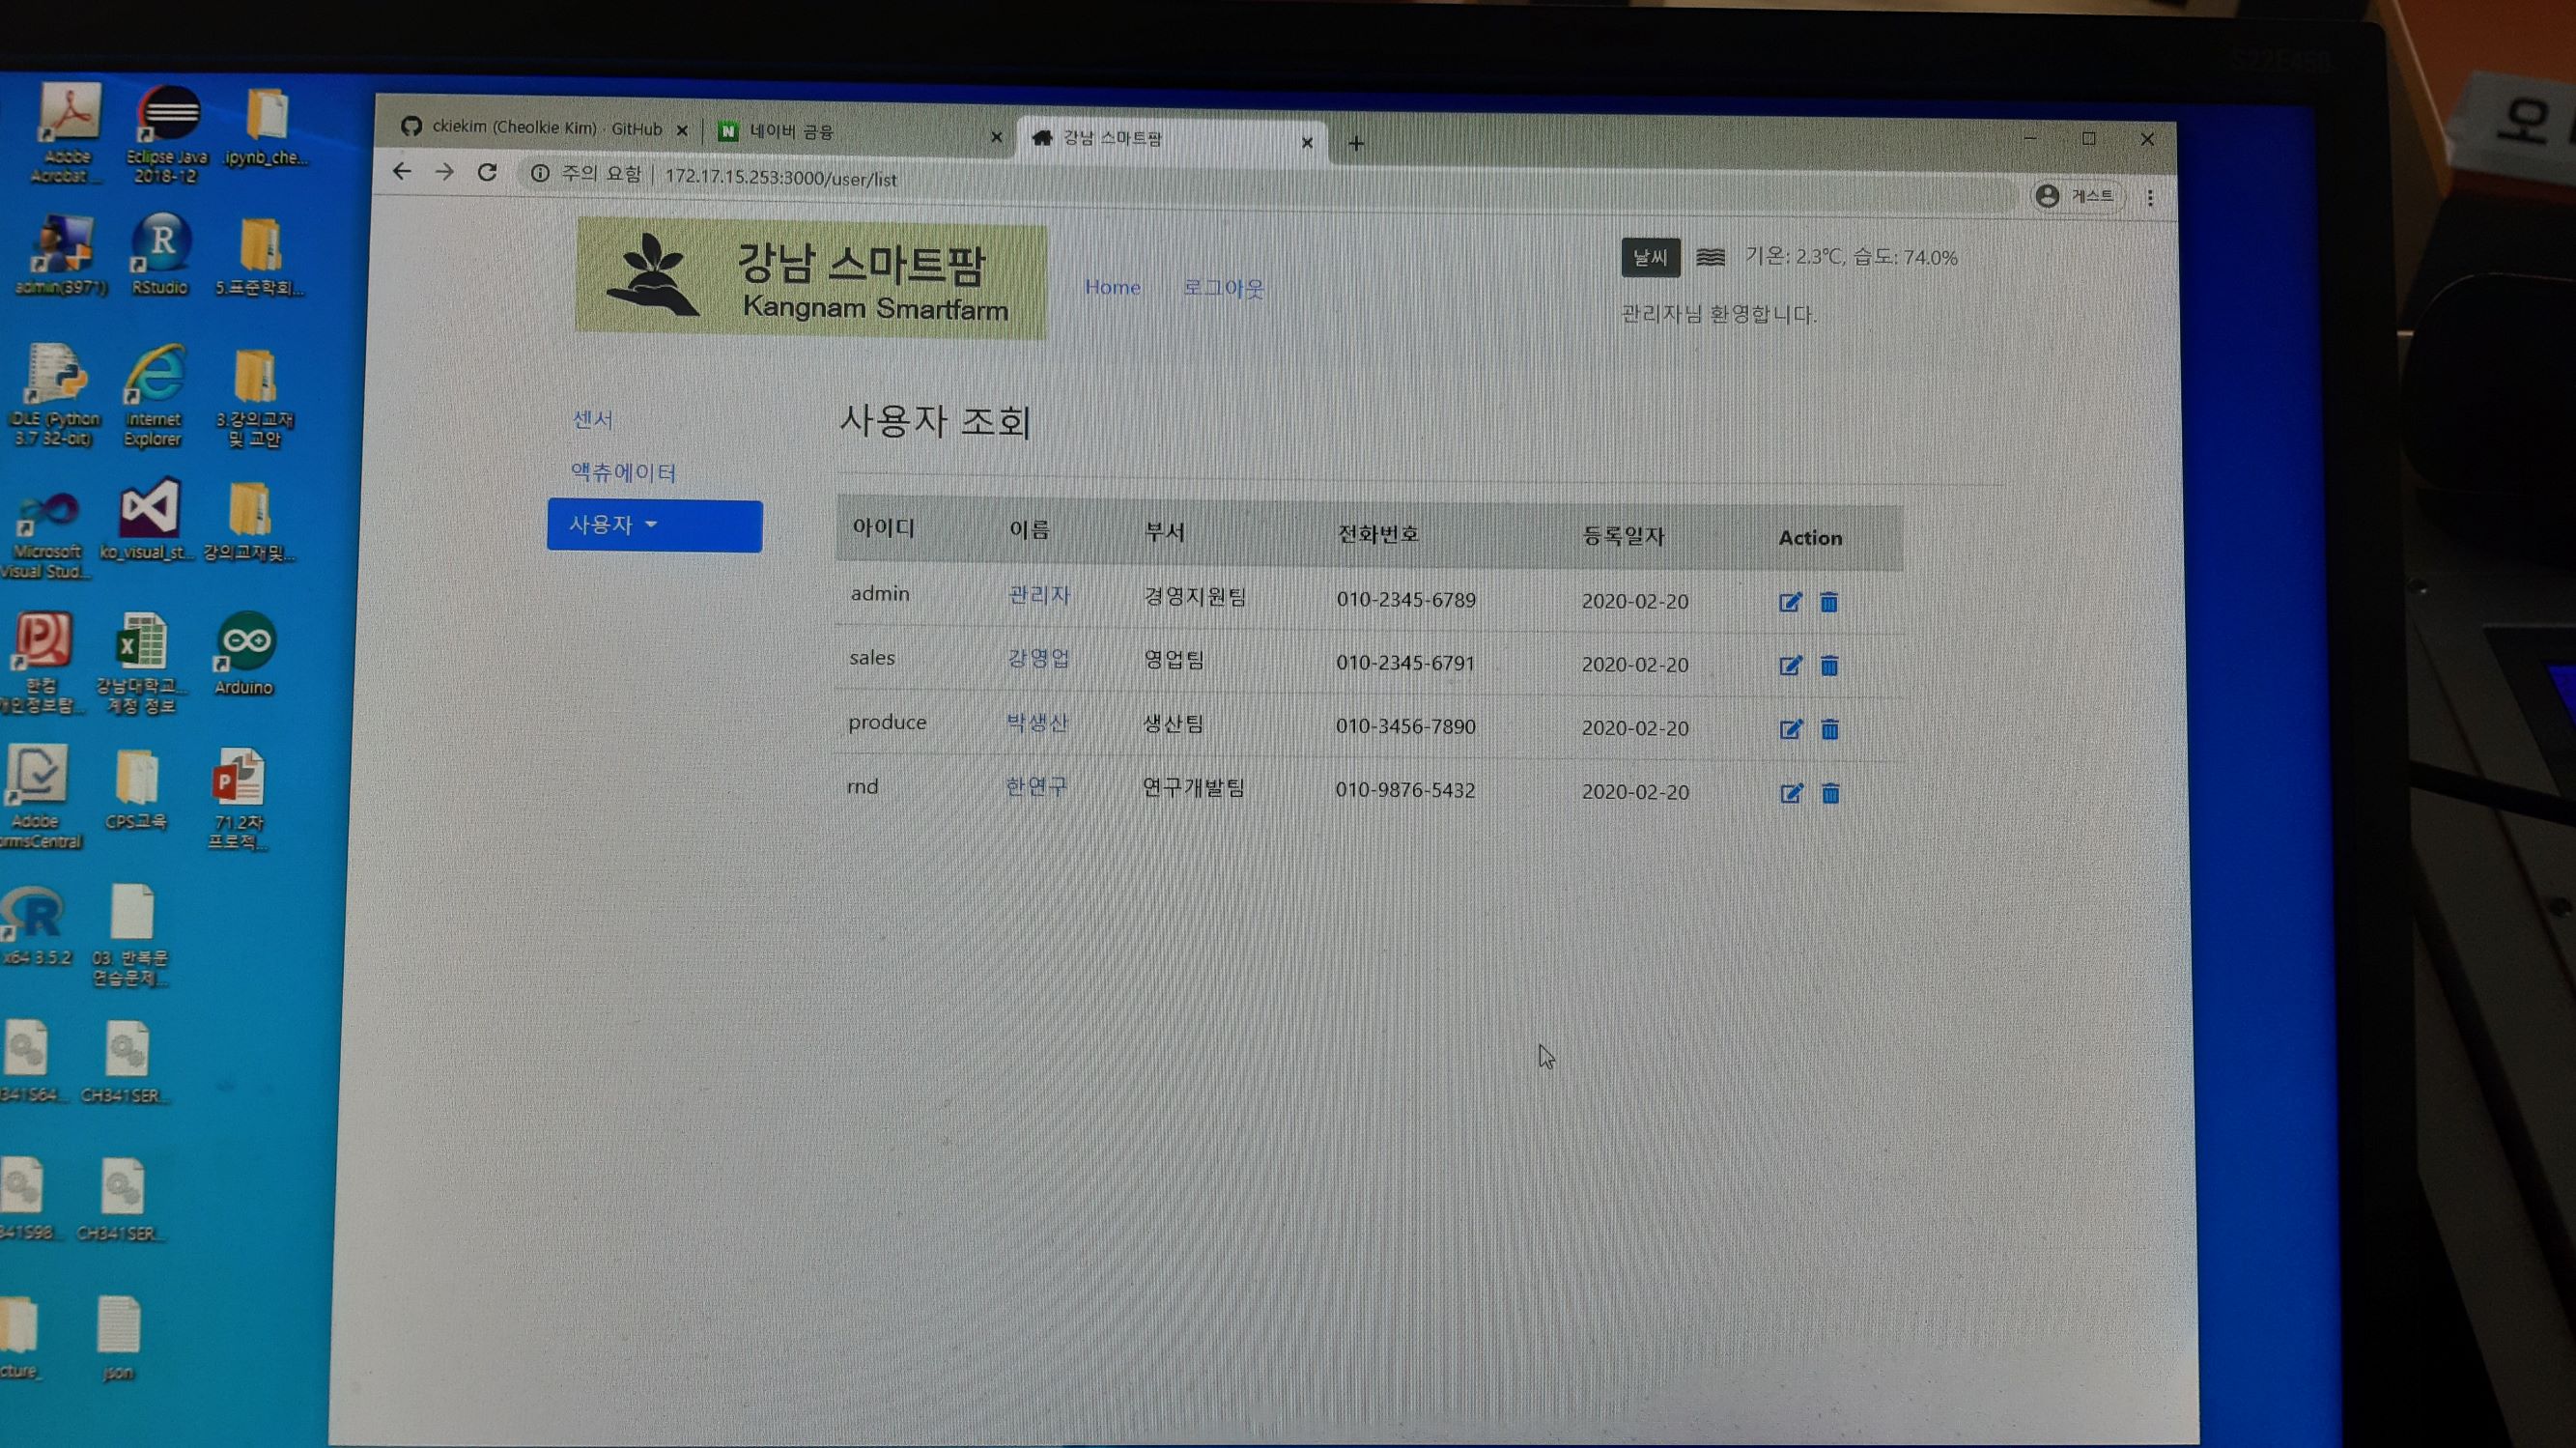 S22E450
오
ckiekim (Cheolkie Kim) · GitHub
네이버 금융
강남 스마트팜
주의 요함 | 172.17.15.253:3000/user/list
게스트
강남 스마트팜
Kangnam Smartfarm
Home
로그아웃
날씨
기온: 2.3℃, 습도: 74.0%
관리자님 환영합니다.
센서
액츄에이터
사용자
사용자 조회
아이디 이름 부서 전화번호 등록일자 Action
admin 관리자 경영지원팀 010-2345-6789 2020-02-20
sales 강영업 영업팀 010-2345-6791 2020-02-20
produce 박생산 생산팀 010-3456-7890 2020-02-20
rnd 한연구 연구개발팀 010-9876-5432 2020-02-20
Adobe
Acrobat ...
Eclipse Java
2018-12
.ipynb_che...
admin(3971)
RStudio
5.표준학회...
IDLE (Python
3.7 32-bit)
Internet
Explorer
3.강의교재
및 교안
Microsoft
Visual Stud...
ko_visual_st...
강의교재및...
한컴
개인정보탐...
강남대학교...
계정 정보
Arduino
Adobe
ormsCentral
CPS교육
71.2차
프로젝...
x64 3.5.2
03. 반복문
연습문제...
341S64...
CH341SER...
341S98...
CH341SER...
cture_
json